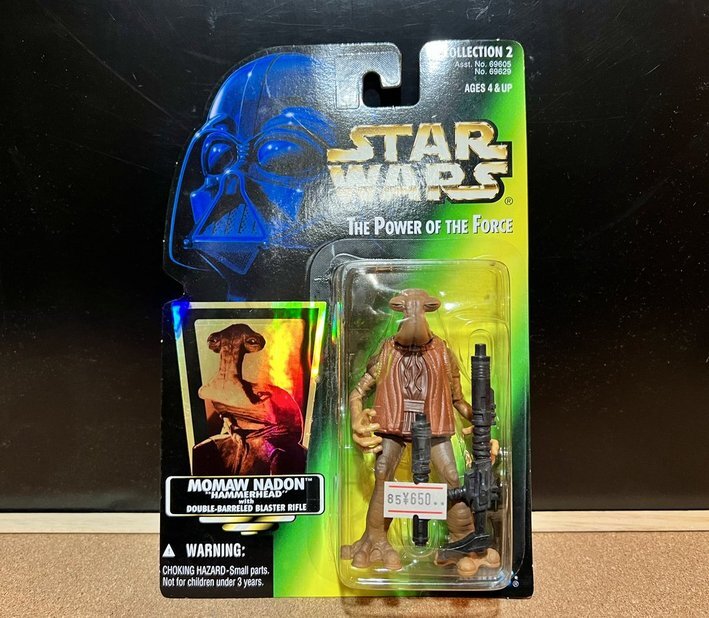 COLLECTION 2
Asst. No. 69605
No. 69629
AGES 4 & UP
STAR
WARS
®
THE POWER OF THE FORCE
MOMAW NADON™
"HAMMERHEAD"
with
DOUBLE-BARRELED BLASTER RIFLE
85¥650..
⚠ WARNING:
CHOKING HAZARD-Small parts.
Not for children under 3 years.
®